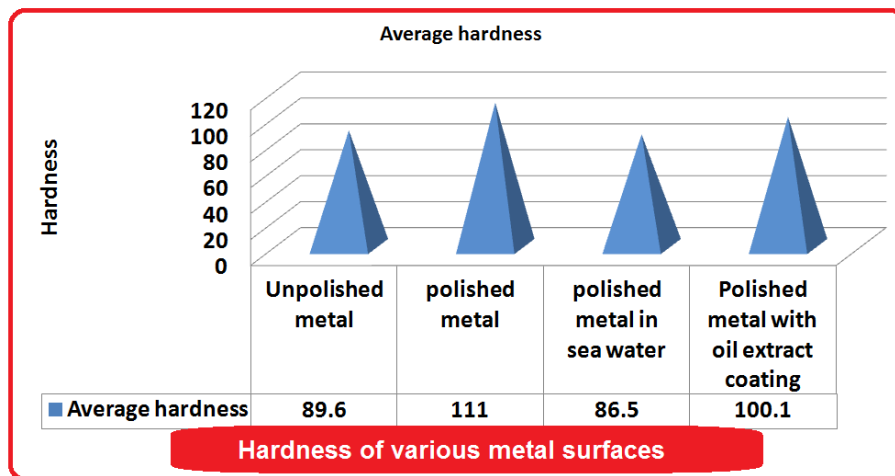 Average hardness
Hardness
120
100
80
60
40
20
0
Unpolished metal
polished metal
polished metal in sea water
Polished metal with oil extract coating
Average hardness 89.6 111 86.5 100.1
Hardness of various metal surfaces